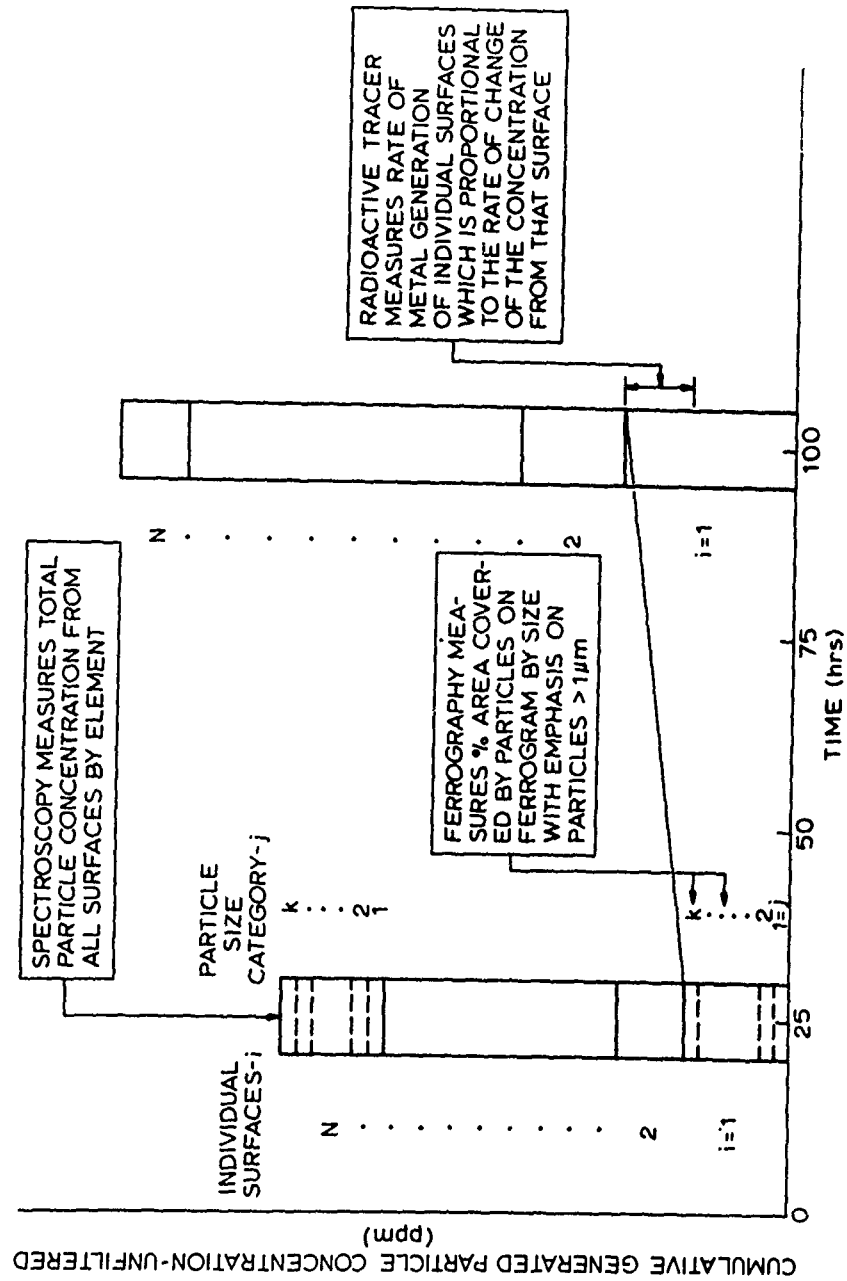 SPECTROSCOPY MEASURES TOTAL
PARTICLE CONCENTRATION FROM
ALL SURFACES BY ELEMENT
RADIOACTIVE TRACER
MEASURES RATE OF
METAL GENERATION
OF INDIVIDUAL SURFACES
WHICH IS PROPORTIONAL
TO THE RATE OF CHANGE
OF THE CONCENTRATION
FROM THAT SURFACE
FERROGRAPHY MEA-
SURES % AREA COVER-
ED BY PARTICLES ON
FERROGRAM BY SIZE
WITH EMPHASIS ON
PARTICLES > 1μm
INDIVIDUAL
SURFACES-i
N
2
i=1
PARTICLE
SIZE
CATEGORY-j
k
2
1
k
2
1=j
N
2
i=1
0
25
50
75
100
TIME (hrs)
CUMULATIVE GENERATED PARTICLE CONCENTRATION-UNFILTERED
(ppm)